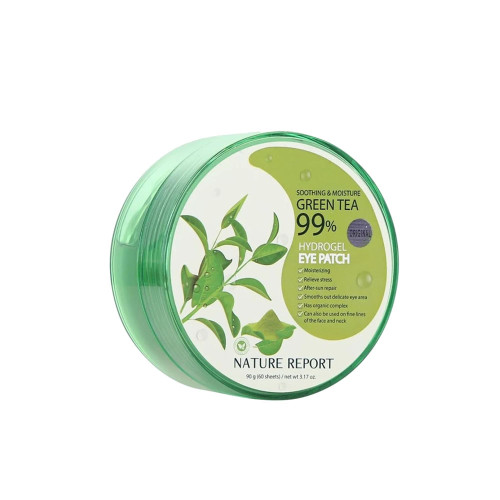 SOOTHING & MOISTURE
GREEN TEA
99%
ORIGINAL
HYDROGEL
EYE PATCH
Moisturizing
Relieve stress
After sun repair
Smooths out delicate eye area
Has organic complex
Can also be used on fine lines
of the face and neck
NATURE REPORT
90 g (60 sheets) / net wt 3.17 oz.